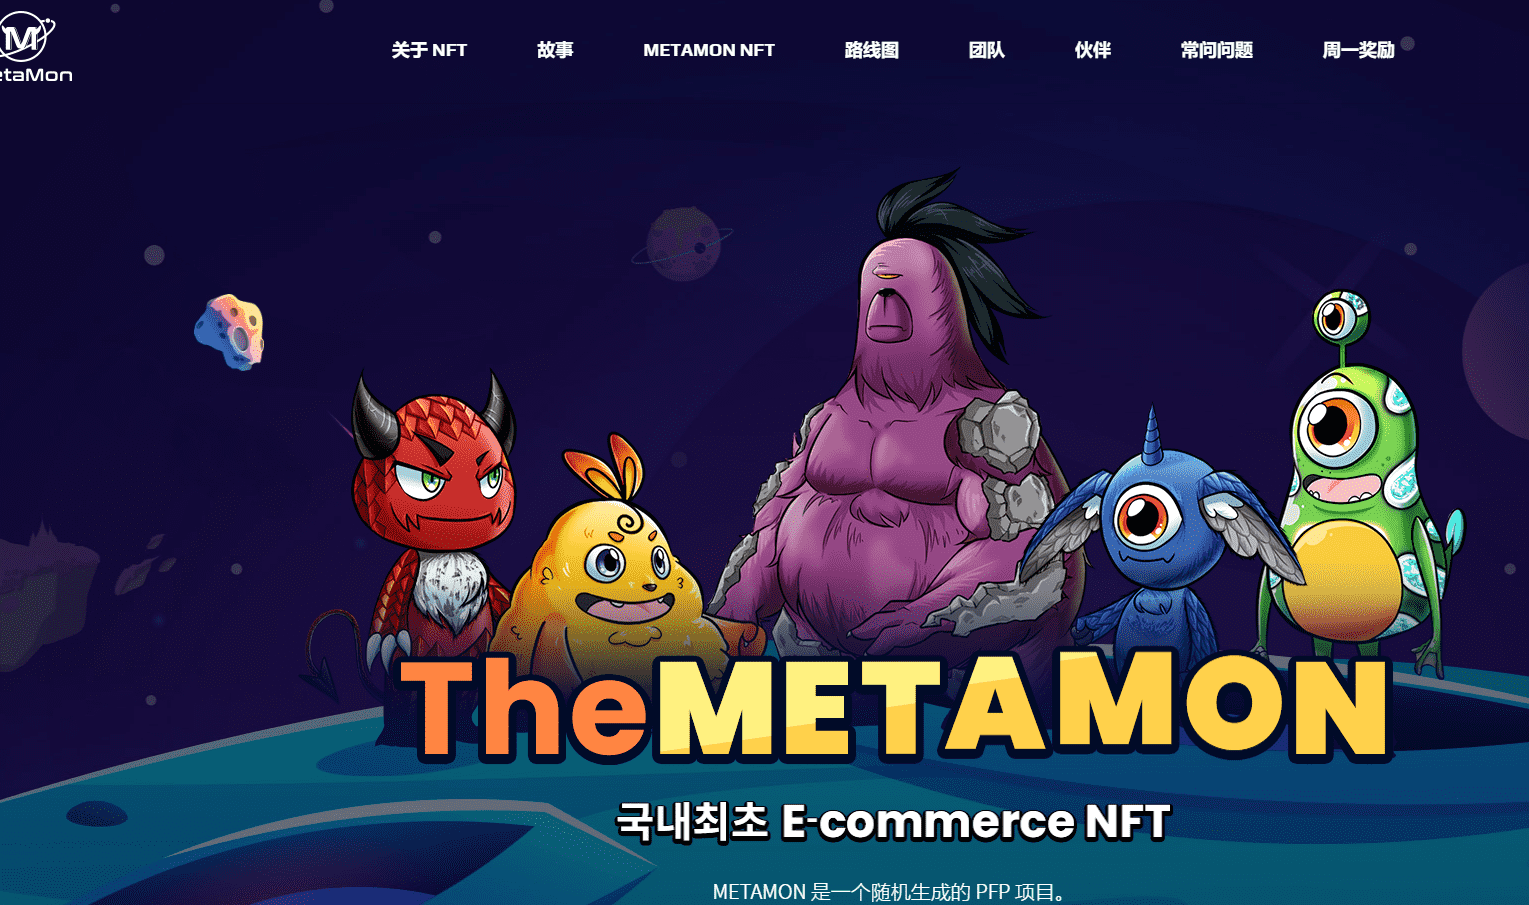 M
etaMon
关于 NFT 故事 METAMON NFT 路线图 团队 伙伴 常问问题 周一奖励
TheMETAMON
국내최초 E-commerce NFT
METAMON 是一个随机生成的 PFP 项目。